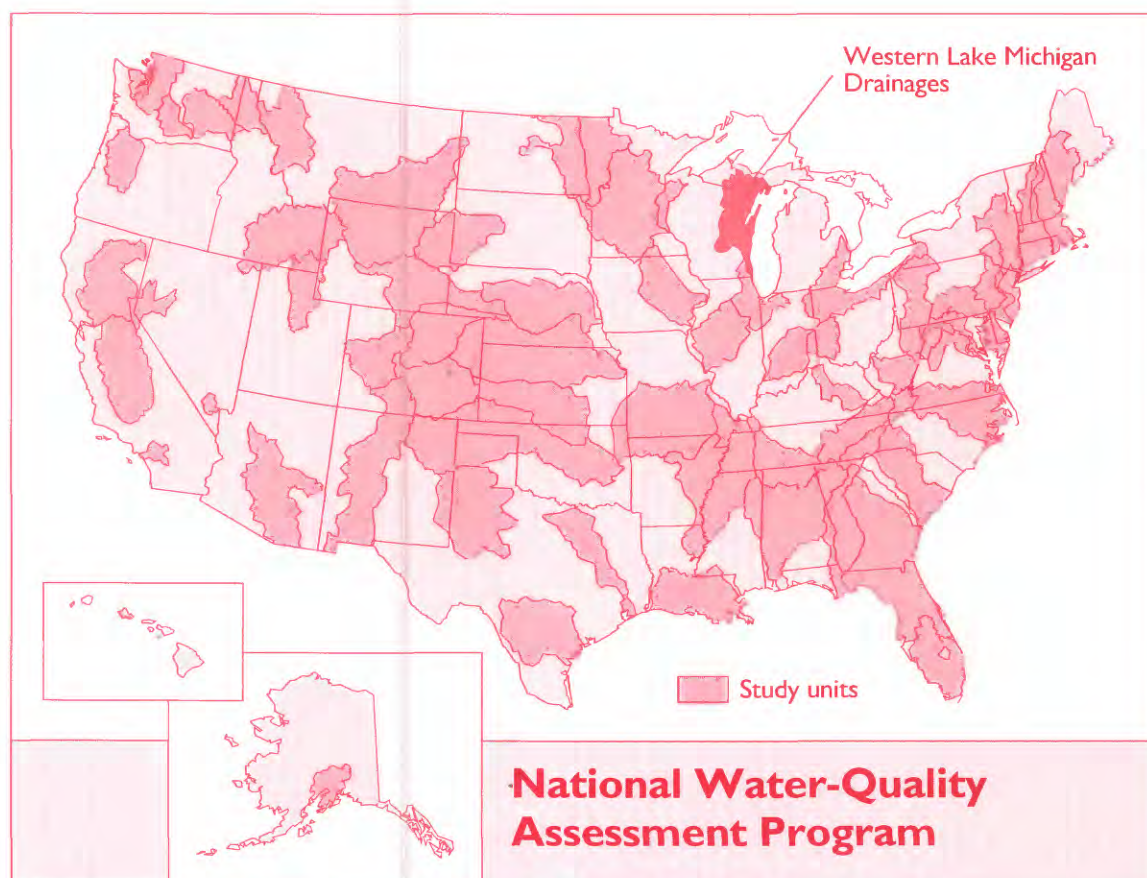 Western Lake Michigan
Drainages
Study units
National Water-Quality
Assessment Program